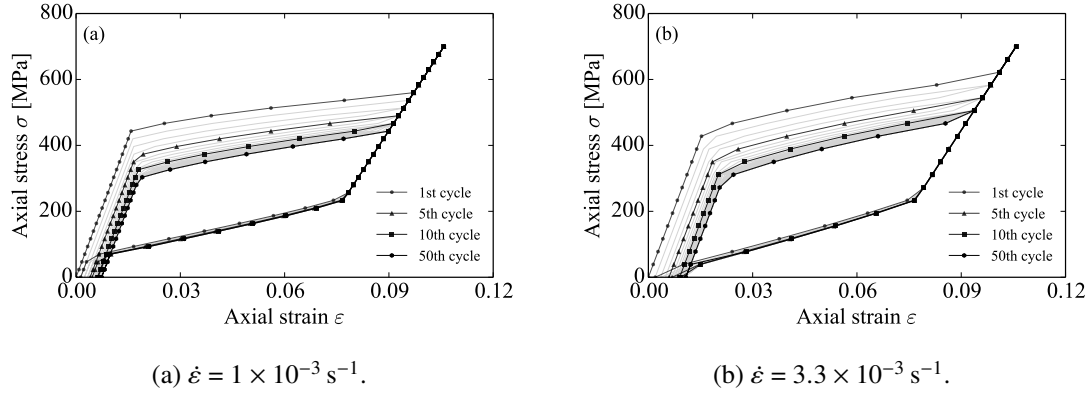 800
(a)
600
400
200
0
0.00 0.03 0.06 0.09 0.12
Axial stress σ [MPa]
Axial strain ε
1st cycle
5th cycle
10th cycle
50th cycle
800
(b)
600
400
200
0
0.00 0.03 0.06 0.09 0.12
Axial stress σ [MPa]
Axial strain ε
1st cycle
5th cycle
10th cycle
50th cycle
(a) ε̇ = 1 × 10⁻³ s⁻¹.
(b) ε̇ = 3.3 × 10⁻³ s⁻¹.